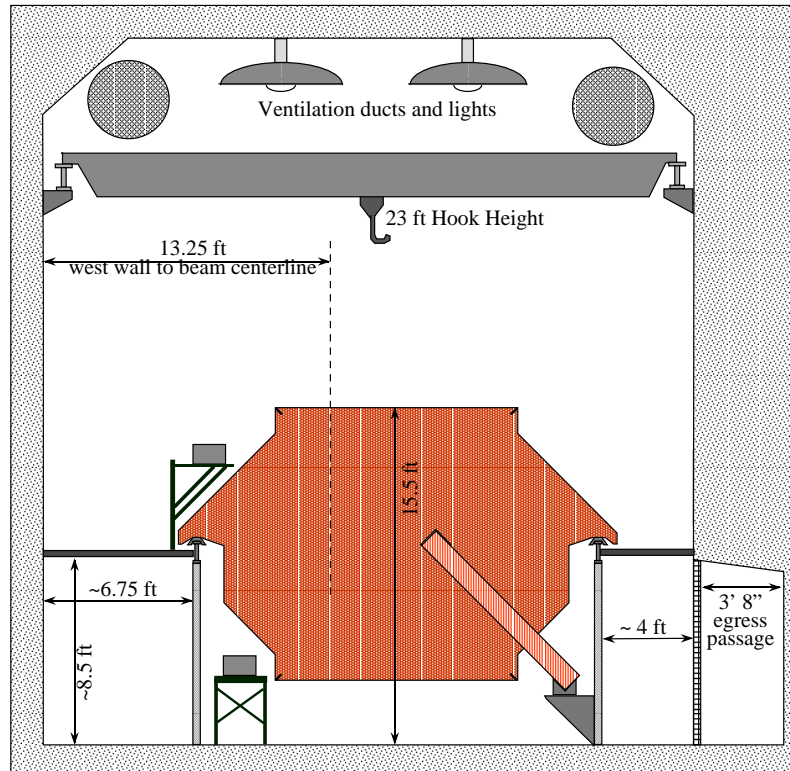 Ventilation ducts and lights
23 ft Hook Height
13.25 ft
west wall to beam centerline
15.5 ft
~6.75 ft
~8.5 ft
~ 4 ft
3’ 8”
egress
passage